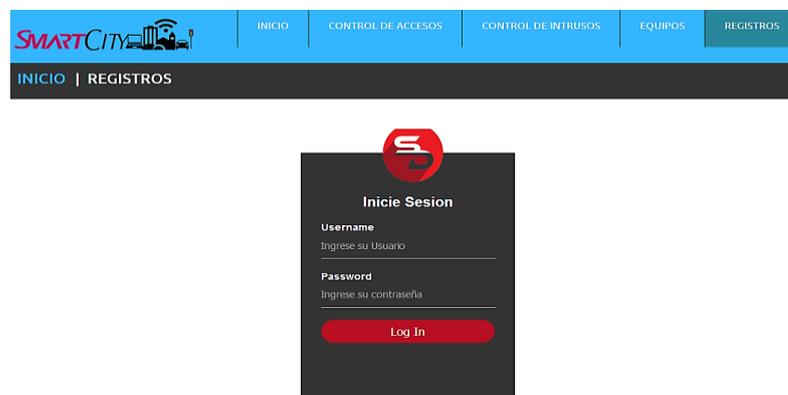 SMARTCITY
INICIO CONTROL DE ACCESOS CONTROL DE INTRUSOS EQUIPOS REGISTROS
INICIO | REGISTROS
SD
Inicie Sesion
Username
Ingrese su Usuario
Password
Ingrese su contraseña
Log In